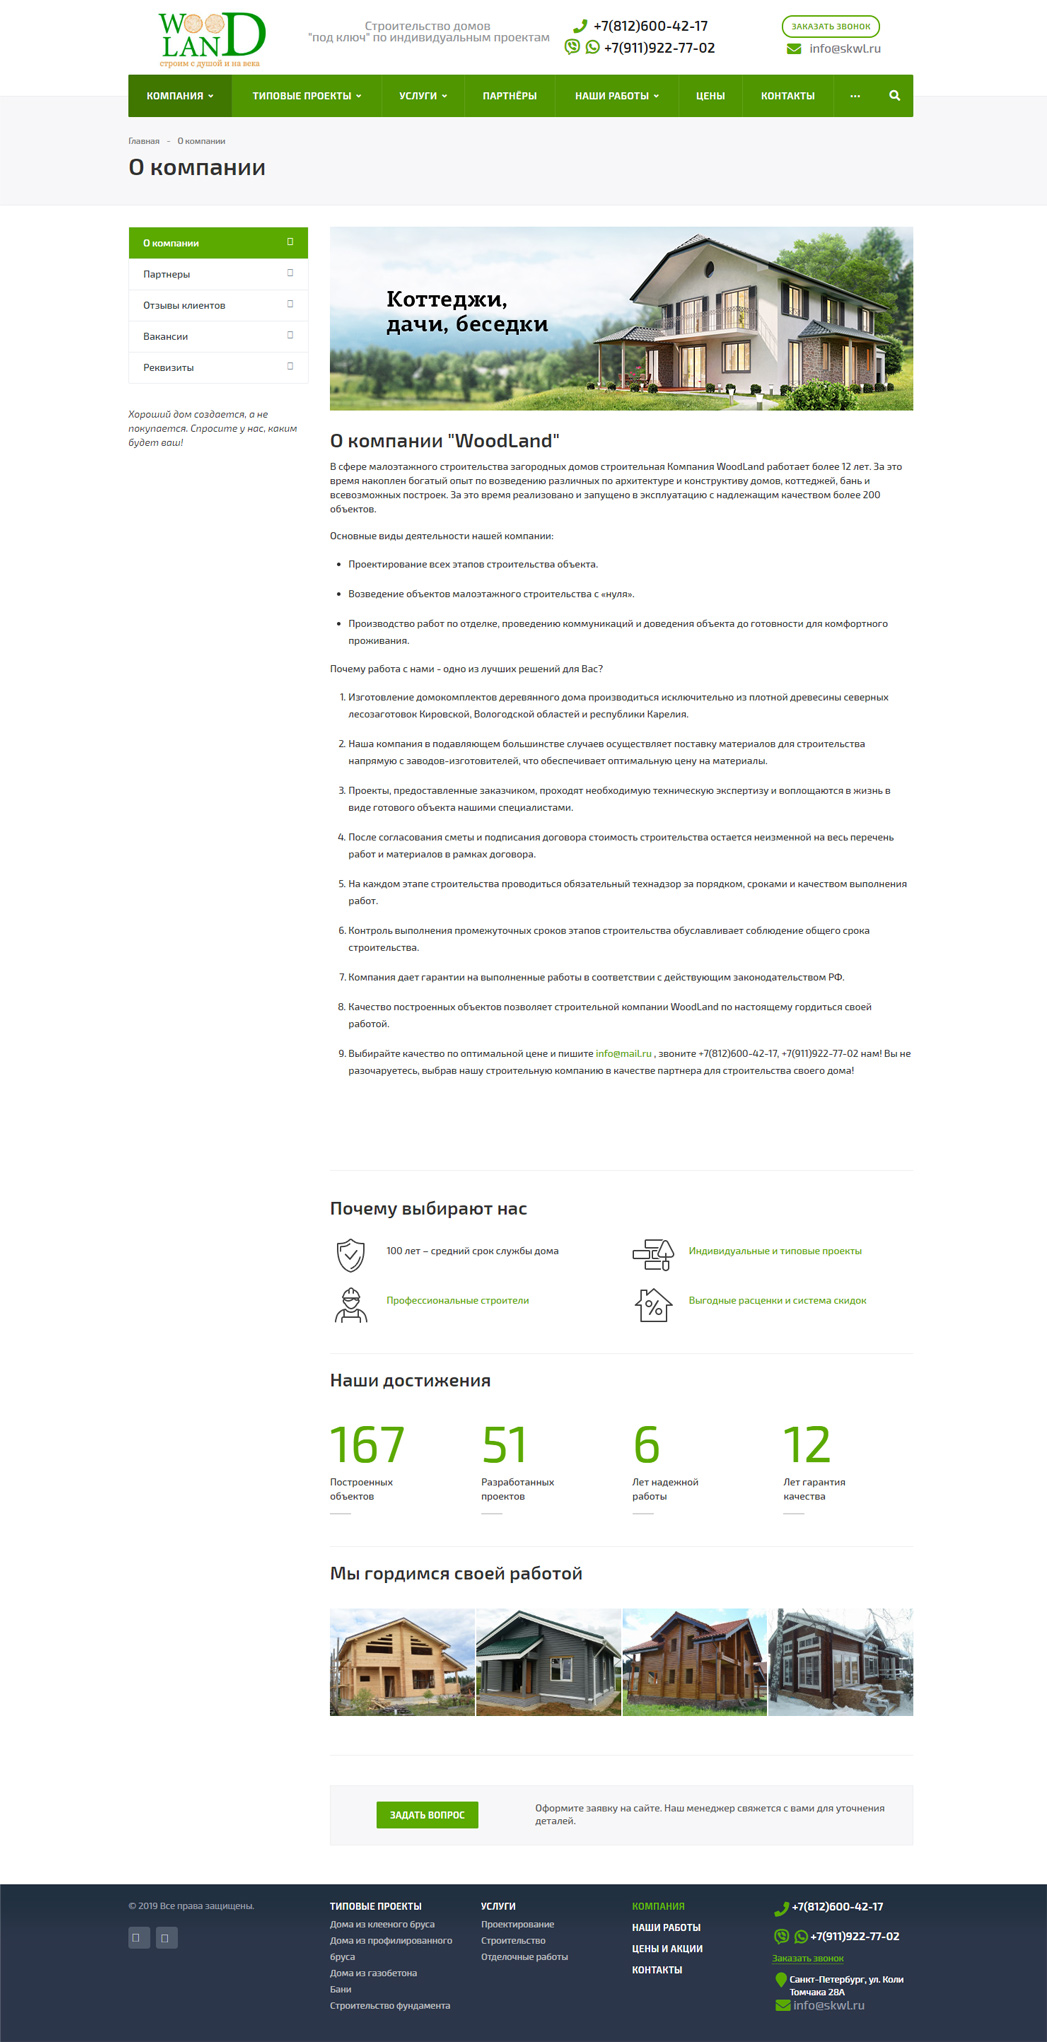 WOOD
LAND
строим с душой и на века
Строительство домов
"под ключ" по индивидуальным проектам
+7(812)600-42-17
+7(911)922-77-02
ЗАКАЗАТЬ ЗВОНОК
info@skwl.ru
КОМПАНИЯ
ТИПОВЫЕ ПРОЕКТЫ
УСЛУГИ
ПАРТНЁРЫ
НАШИ РАБОТЫ
ЦЕНЫ
КОНТАКТЫ
...
Главная - О компании
О компании
О компании
Партнеры
Отзывы клиентов
Вакансии
Реквизиты
Хороший дом создается, а не
покупается. Спросите у нас, каким
будет ваш!
Коттеджи,
дачи, беседки
О компании "WoodLand"
В сфере малоэтажного строительства загородных домов строительная Компания WoodLand работает более 12 лет. За это
время накоплен богатый опыт по возведению различных по архитектуре и конструктиву домов, коттеджей, бань и
всевозможных построек. За это время реализовано и запущено в эксплуатацию с надлежащим качеством более 200
объектов.
Основные виды деятельности нашей компании:
• Проектирование всех этапов строительства объекта.
• Возведение объектов малоэтажного строительства с «нуля».
• Производство работ по отделке, проведению коммуникаций и доведения объекта до готовности для комфортного
проживания.
Почему работа с нами - одно из лучших решений для Вас?
1. Изготовление домокомплектов деревянного дома производиться исключительно из плотной древесины северных
лесозаготовок Кировской, Вологодской областей и республики Карелия.
2. Наша компания в подавляющем большинстве случаев осуществляет поставку материалов для строительства
напрямую с заводов-изготовителей, что обеспечивает оптимальную цену на материалы.
3. Проекты, предоставленные заказчиком, проходят необходимую техническую экспертизу и воплощаются в жизнь в
виде готового объекта нашими специалистами.
4. После согласования сметы и подписания договора стоимость строительства остается неизменной на весь перечень
работ и материалов в рамках договора.
5. На каждом этапе строительства проводиться обязательный технадзор за порядком, сроками и качеством выполнения
работ.
6. Контроль выполнения промежуточных сроков этапов строительства обуславливает соблюдение общего срока
строительства.
7. Компания дает гарантии на выполненные работы в соответствии с действующим законодательством РФ.
8. Качество построенных объектов позволяет строительной компании WoodLand по настоящему гордиться своей
работой.
9. Выбирайте качество по оптимальной цене и пишите info@mail.ru , звоните +7(812)600-42-17, +7(911)922-77-02 нам! Вы не
разочаруетесь, выбрав нашу строительную компанию в качестве партнера для строительства своего дома!
Почему выбирают нас
100 лет – средний срок службы дома
Индивидуальные и типовые проекты
Профессиональные строители
Выгодные расценки и система скидок
Наши достижения
167
Построенных
объектов
51
Разработанных
проектов
6
Лет надежной
работы
12
Лет гарантия
качества
Мы гордимся своей работой
ЗАДАТЬ ВОПРОС
Оформите заявку на сайте. Наш менеджер свяжется с вами для уточнения
деталей.
© 2019 Все права защищены.
ТИПОВЫЕ ПРОЕКТЫ
Дома из клееного бруса
Дома из профилированного
бруса
Дома из газобетона
Бани
Строительство фундамента
УСЛУГИ
Проектирование
Строительство
Отделочные работы
КОМПАНИЯ
НАШИ РАБОТЫ
ЦЕНЫ И АКЦИИ
КОНТАКТЫ
+7(812)600-42-17
+7(911)922-77-02
Заказать звонок
Санкт-Петербург, ул. Коли
Томчака 28А
info@skwl.ru